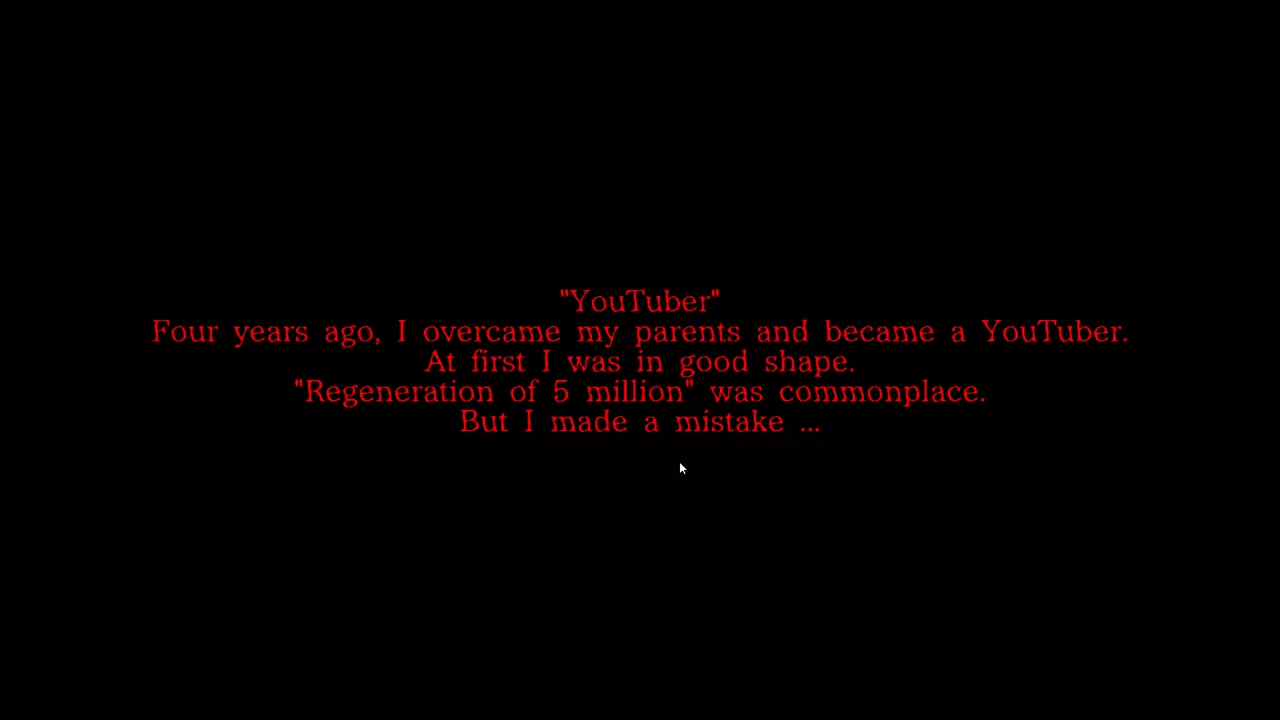 "YouTuber"
Four years ago, I overcame my parents and became a YouTuber.
At first I was in good shape.
"Regeneration of 5 million" was commonplace.
But I made a mistake ...